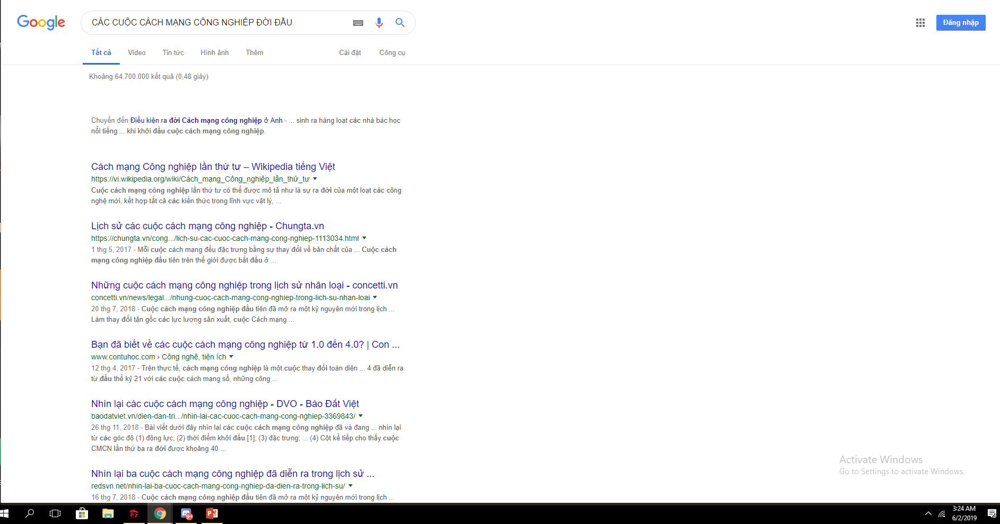 Google
CÁC CUỘC CÁCH MẠNG CÔNG NGHIỆP ĐỜI ĐẦU
Đăng nhập
Tất cả Video Tin tức Hình ảnh Thêm Cài đặt Công cụ
Khoảng 64.700.000 kết quả (0,48 giây)
Chuyển đến Điều kiện ra đời Cách mạng công nghiệp ở Anh - ... sinh ra hàng loạt các nhà bác học
nổi tiếng ... khi khởi đầu cuộc cách mạng công nghiệp.
Cách mạng Công nghiệp lần thứ tư – Wikipedia tiếng Việt
https://vi.wikipedia.org/wiki/Cách_mạng_Công_nghiệp_lần_thứ_tư
Cuộc cách mạng công nghiệp lần thứ tư có thể được mô tả như là sự ra đời của một loạt các công
nghệ mới, kết hợp tất cả các kiến thức trong lĩnh vực vật lý, ...
Lịch sử các cuộc cách mạng công nghiệp - Chungta.vn
https://chungta.vn/cong.../lich-su-cac-cuoc-cach-mang-cong-nghiep-1113034.html
1 thg 5, 2017 - Mỗi cuộc cách mạng đều đặc trưng bằng sự thay đổi về bản chất của ... Cuộc cách
mạng công nghiệp đầu tiên trên thế giới được bắt đầu ở ...
Những cuộc cách mạng công nghiệp trong lịch sử nhân loại - concetti.vn
concetti.vn/news/legal.../nhung-cuoc-cach-mang-cong-nghiep-trong-lich-su-nhan-loai
20 thg 7, 2018 - Cuộc cách mạng công nghiệp đầu tiên đã mở ra một kỷ nguyên mới trong lịch ...
Làm thay đổi tận gốc các lực lượng sản xuất, cuộc Cách mạng ...
Bạn đã biết về các cuộc cách mạng công nghiệp từ 1.0 đến 4.0? | Con ...
www.contuhoc.com › Công nghệ, tiện ích
12 thg 4, 2017 - Trên thực tế, cách mạng công nghiệp là một cuộc thay đổi toàn diện ... 4 đã diễn ra
từ đầu thế kỷ 21 với các cuộc cách mạng số, những công ...
Nhìn lại các cuộc cách mạng công nghiệp - DVO - Báo Đất Việt
baodatviet.vn/dien-dan-tri.../nhin-lai-cac-cuoc-cach-mang-cong-nghiep-3369843/
26 thg 11, 2018 - Bài viết dưới đây nhìn lại các cuộc cách mạng công nghiệp đã và đang ... nhìn lại
từ các góc độ (1) động lực; (2) thời điểm khởi đầu [1]; (3) đặc trưng; ... (4) Cột kế tiếp cho thấy cuộc
CMCN lần thứ ba ra đời được khoảng 40 ...
Activate Windows
Go to Settings to activate Windows.
Nhìn lại ba cuộc cách mạng công nghiệp đã diễn ra trong lịch sử ...
redsvn.net/nhin-lai-ba-cuoc-cach-mang-cong-nghiep-da-dien-ra-trong-lich-su/
16 thg 7, 2018 - Cuộc cách mạng công nghiệp đầu tiên đã mở ra một kỷ nguyên mới trong lịch ...
9+
3:24 AM
6/2/2019